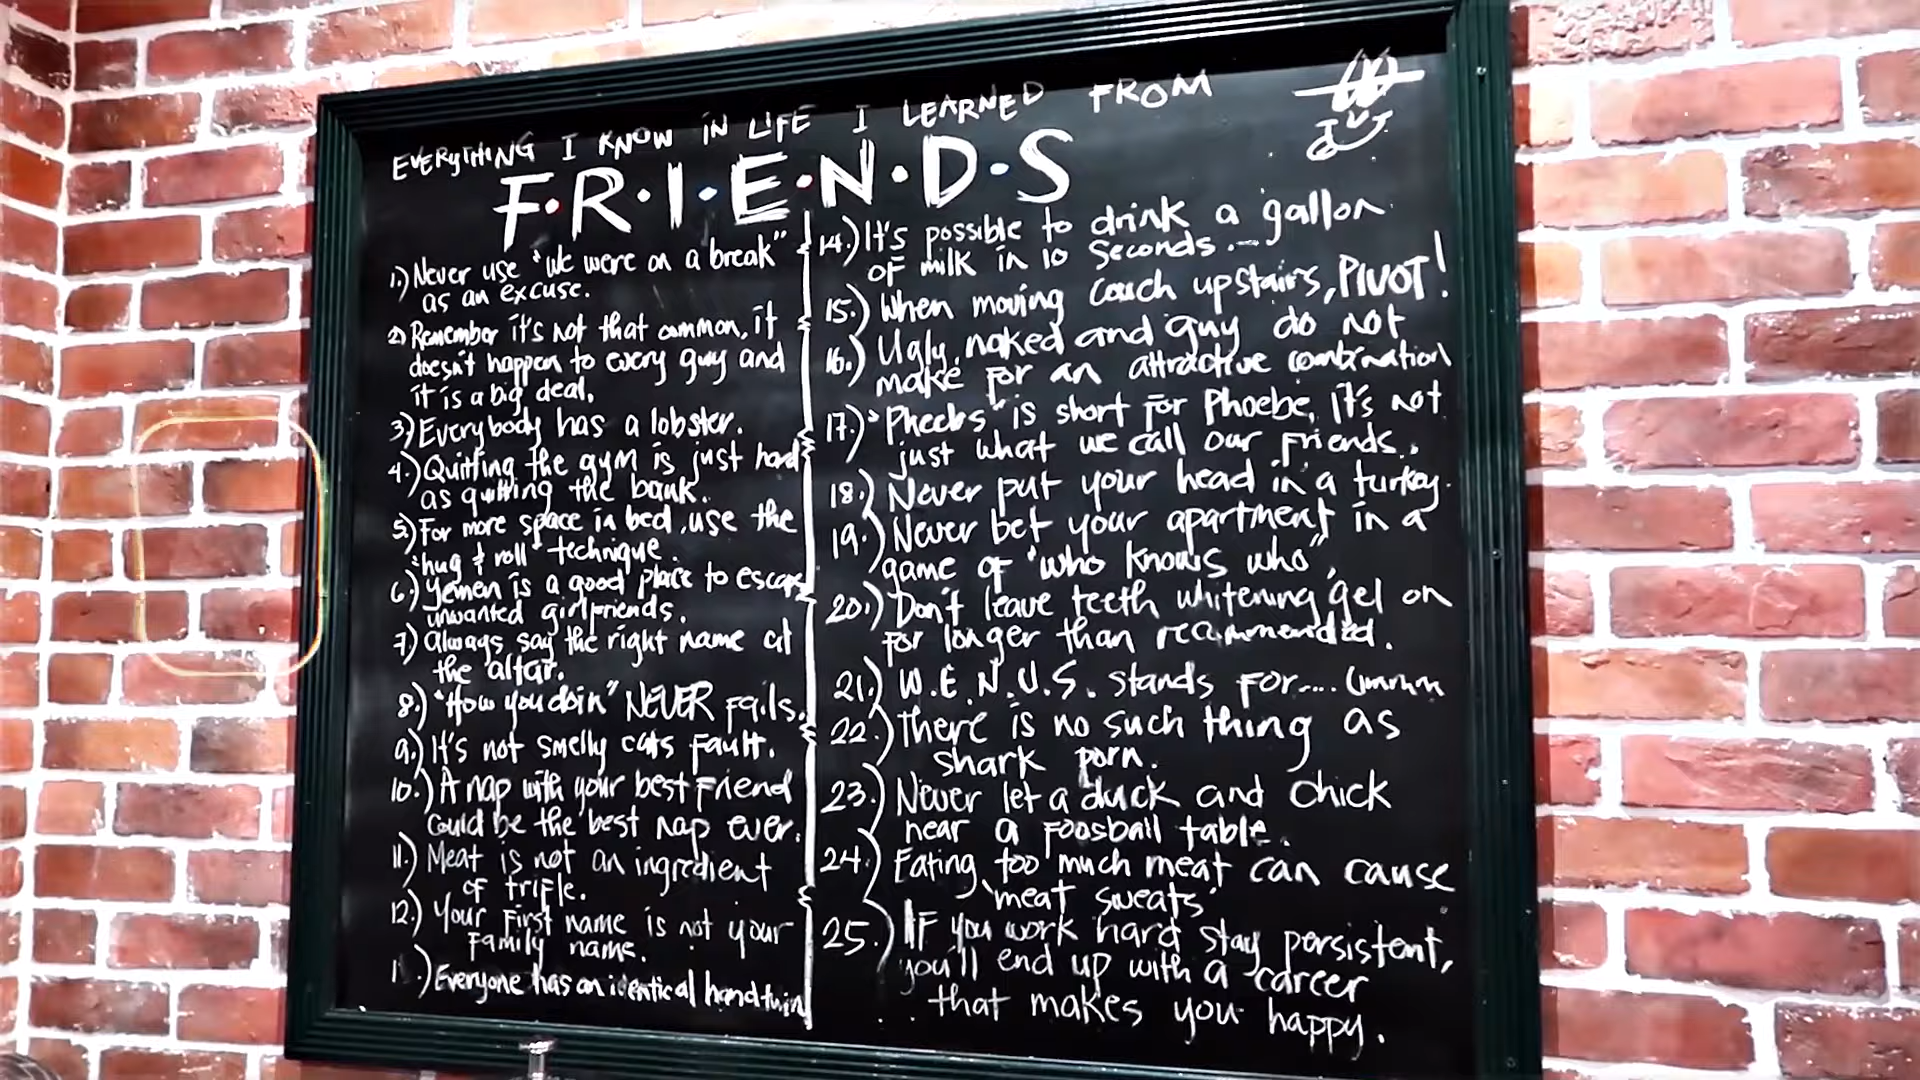 EVERYTHING I KNOW IN LIFE I LEARNED FROM
F·R·I·E·N·D·S
1.) Never use "we were on a break"
as an excuse.
2.) Remember it's not that common, it
doesn't happen to every guy and
it is a big deal.
3.) Everybody has a lobster.
4.) Quitting the gym is just hard
as quitting the bank.
5.) For more space in bed, use the
"hug & roll" technique.
6.) Yemen is a good place to escape
unwanted girlfriends.
7.) Always say the right name at
the altar.
8.) "How you doin" NEVER fails.
9.) It's not smelly cats fault.
10.) A nap with your best friend
could be the best nap ever.
11.) Meat is not an ingredient
of trifle.
12.) Your first name is not your
family name.
1 .) Everyone has an identical hand twin
14.) It's possible to drink a gallon
of milk in 10 seconds...
15.) When moving couch upstairs, PIVOT!
16.) Ugly, naked and guy do not
make for an attractive combination
17.) "Pheebs" is short for Phoebe, it's not
just what we call our friends..
18.) Never put your head in a turkey.
19.) Never bet your apartment in a
game of "who knows who",
20.) Don't leave teeth whitening gel on
for longer than recommended.
21.) W.E.N.U.S. stands for.... Ummm
22.) there is no such thing as
shark porn.
23.) Never let a duck and chick
near a foosball table.
24.) Eating too much meat can cause
'meat sweats'
25.) IF you work hard stay persistent,
you'll end up with a career
that makes you happy.